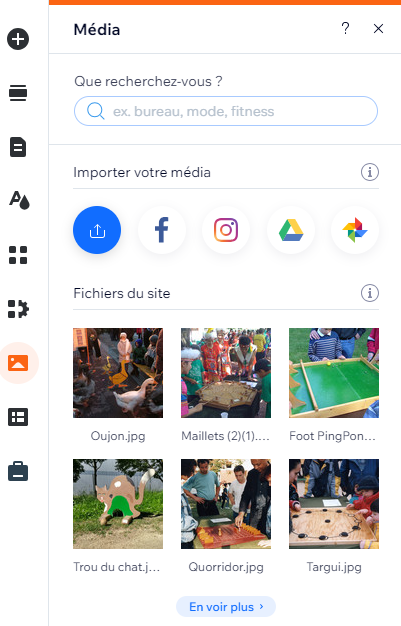 Média
?
Que recherchez-vous ?
ex. bureau, mode, fitness
Importer votre média
Fichiers du site
Oujon.jpg
Maillets (2)(1)....
Foot PingPon...
Trou du chat.j...
Quorridor.jpg
Targui.jpg
En voir plus ›